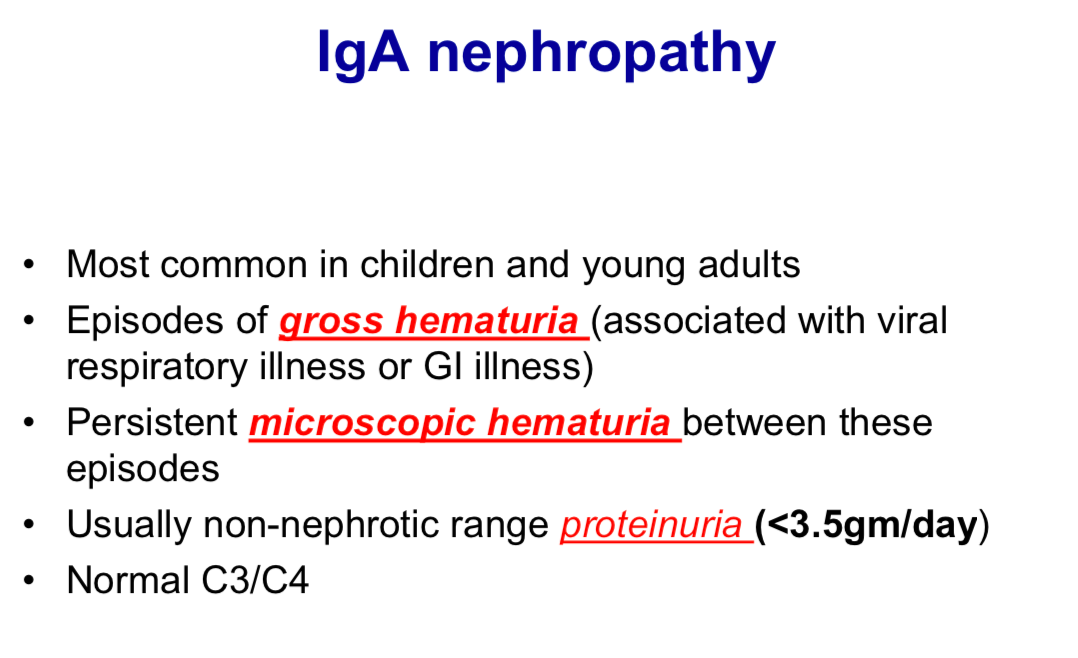 IgA nephropathy
• Most common in children and young adults
• Episodes of gross hematuria (associated with viral
respiratory illness or GI illness)
• Persistent microscopic hematuria between these
episodes
• Usually non-nephrotic range proteinuria (<3.5gm/day)
• Normal C3/C4